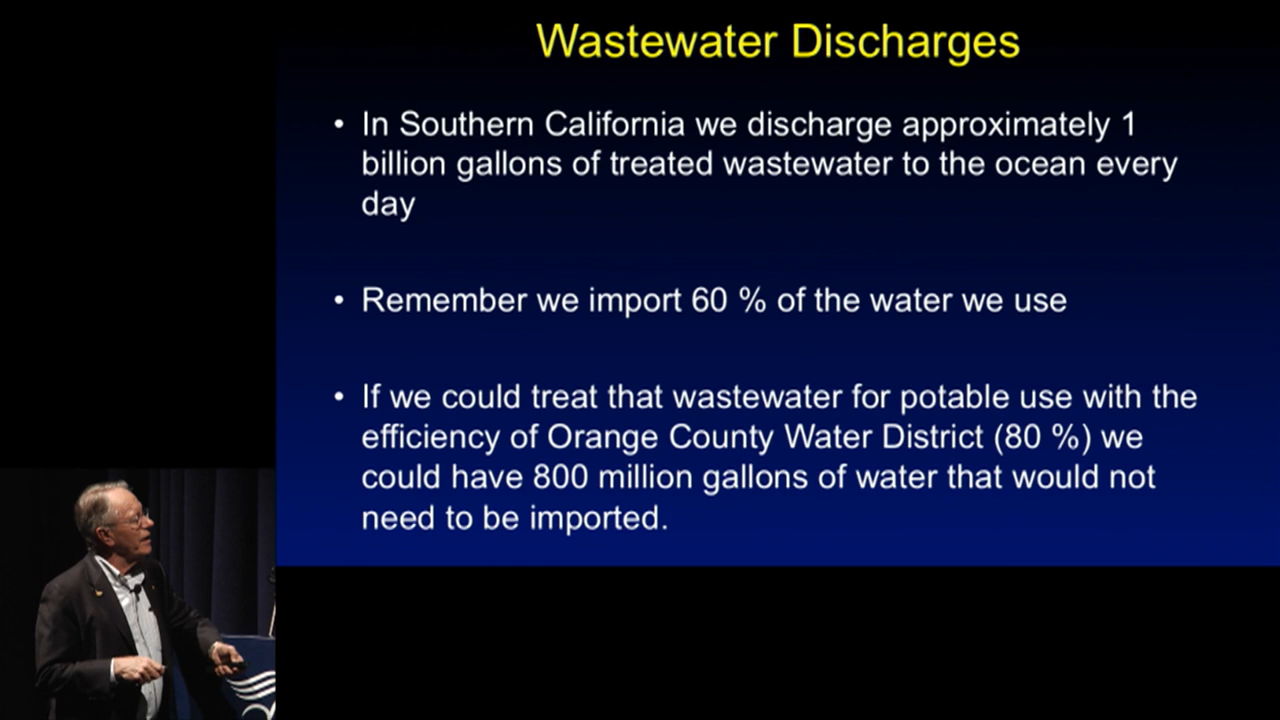 Wastewater Discharges
• In Southern California we discharge approximately 1
billion gallons of treated wastewater to the ocean every
day
• Remember we import 60 % of the water we use
• If we could treat that wastewater for potable use with the
efficiency of Orange County Water District (80 %) we
could have 800 million gallons of water that would not
need to be imported.